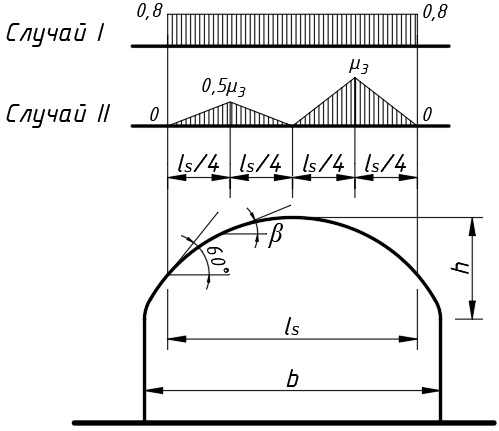 0,8 0,8
Случай I
0,5μ₃ μ₃
Случай II 0 0
ls/4 ls/4 ls/4 ls/4
β
60° h
ls
b